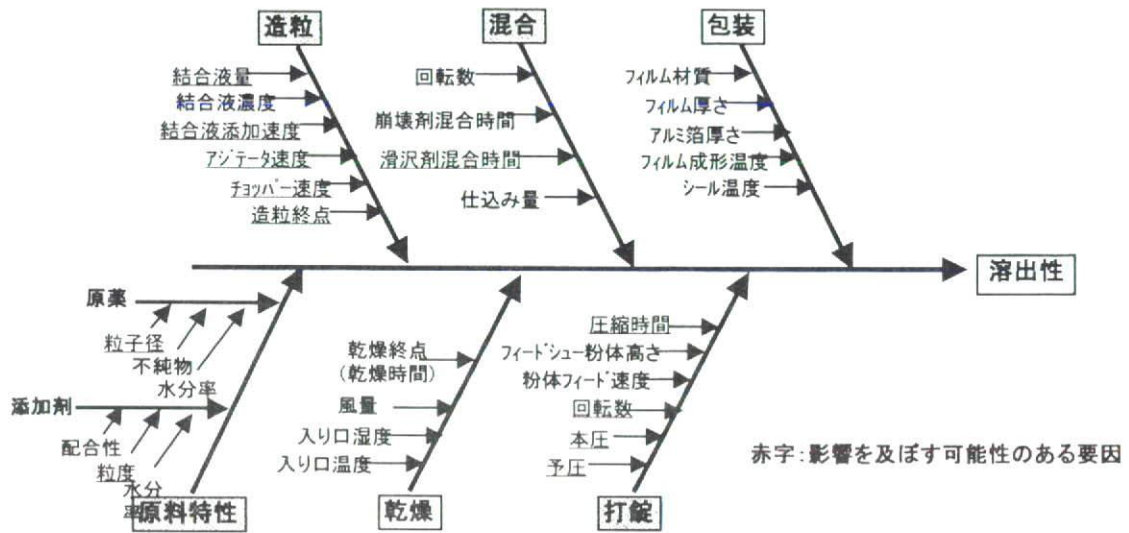 造粒
混合
包装
結合液量
結合液濃度
結合液添加速度
アジテータ速度
チョッパー速度
造粒終点
回転数
崩壊剤混合時間
滑沢剤混合時間
仕込み量
フィルム材質
フィルム厚さ
アルミ箔厚さ
フィルム成形温度
シール温度
溶出性
原薬
粒子径
不純物
水分率
添加剤
配合性
粒度
水分
率
原料特性
乾燥終点
(乾燥時間)
風量
入り口湿度
入り口温度
乾燥
圧縮時間
フィードシュー粉体高さ
粉体フィード速度
回転数
本圧
予圧
打錠
赤字:影響を及ぼす可能性のある要因